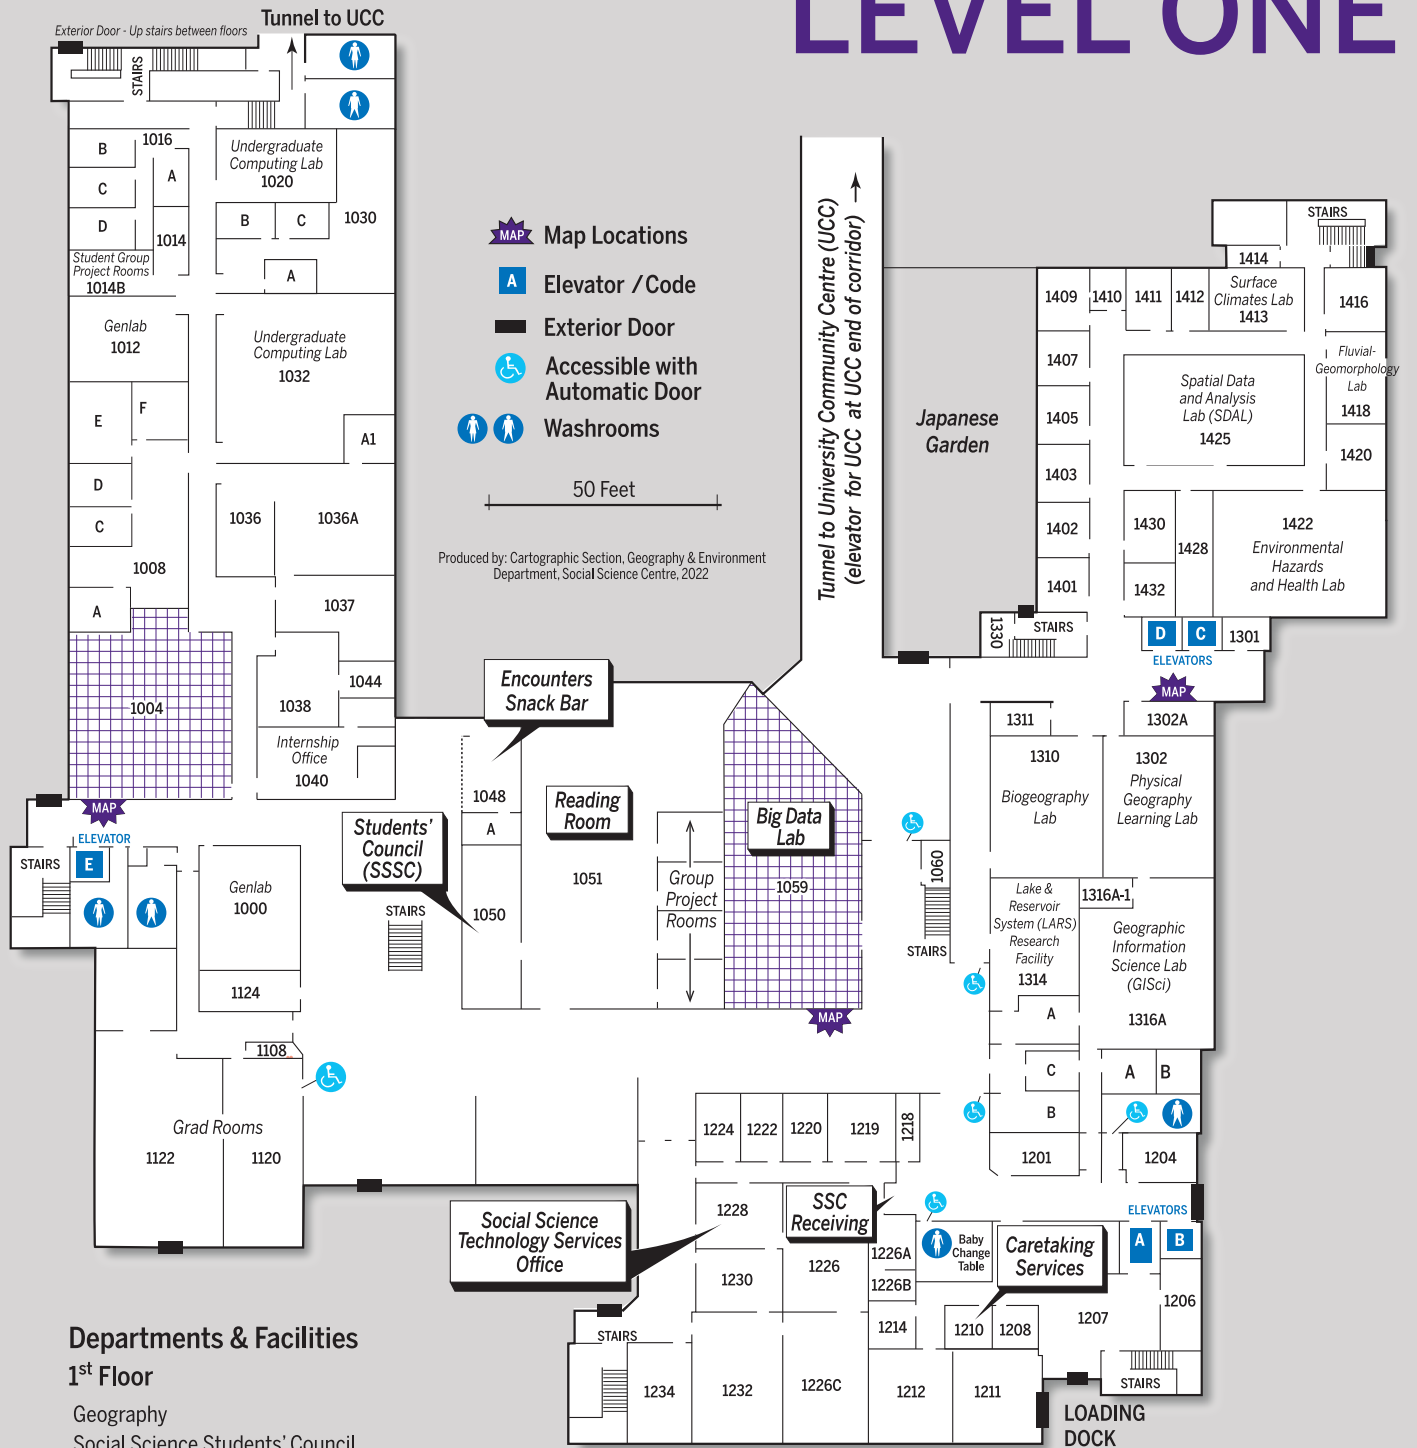 LEVEL ONE
Tunnel to UCC
Exterior Door - Up stairs between floors
STAIRS
1016
B
A
C
D
1014
Student Group
Project Rooms
1014B
Undergraduate
Computing Lab
1020
B
C
1030
A
Genlab
1012
Undergraduate
Computing Lab
1032
E
F
A1
D
C
1036
1036A
1008
A
1037
1004
1038
1044
Internship
Office
1040
MAP
ELEVATOR
STAIRS
E
Genlab
1000
1124
1108
Grad Rooms
1122
1120
MAP
Map Locations
A
Elevator / Code
Exterior Door
Accessible with
Automatic Door
Washrooms
50 Feet
Produced by: Cartographic Section, Geography & Environment
Department, Social Science Centre, 2022
Tunnel to University Community Centre (UCC)
(elevator for UCC at UCC end of corridor)
Japanese
Garden
Encounters
Snack Bar
1048
A
Students'
Council
(SSSC)
1050
STAIRS
Reading
Room
1051
Group
Project
Rooms
Big Data
Lab
1059
MAP
1060
STAIRS
STAIRS
1414
1409
1410
1411
1412
Surface
Climates Lab
1413
1416
1407
Fluvial-
Geomorphology
Lab
1418
Spatial Data
and Analysis
Lab (SDAL)
1425
1405
1403
1420
1402
1430
1428
1422
Environmental
Hazards
and Health Lab
1401
1432
1330
STAIRS
D
C
1301
ELEVATORS
MAP
1311
1302A
1310
1302
Biogeography
Lab
Physical
Geography
Learning Lab
Lake &
Reservoir
System (LARS)
Research
Facility
1314
1316A-1
Geographic
Information
Science Lab
(GISci)
1316A
A
C
B
A
B
1201
1204
1224
1222
1220
1219
1218
1228
Social Science
Technology Services
Office
SSC
Receiving
1226
1226A
1226B
1230
Baby
Change
Table
Caretaking
Services
ELEVATORS
A
B
1206
1207
1214
1210
1208
STAIRS
1234
1232
1226C
1212
1211
STAIRS
LOADING
DOCK
Departments & Facilities
1st Floor
Geography
Social Science Students' Council